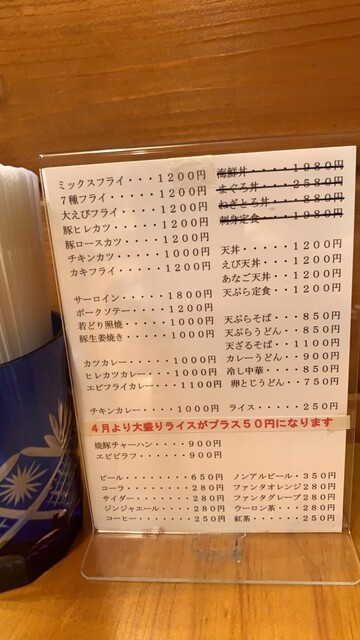 ミックスフライ・・・１２００円
７種フライ・・・・１２００円
大えびフライ・・・１２００円
豚ヒレカツ・・・・１２００円
豚ロースカツ・・・１２００円
チキンカツ・・・・１０００円
カキフライ・・・・１２００円
サーロイン・・・・１８００円
ポークソテー・・・１２００円
若どり照焼・・・・１０００円
豚生姜焼き・・・・１０００円
カツカレー・・・・１０００円
ヒレカツカレー・・１０００円
エビフライカレー・・１１００円
チキンカレー・・・１０００円
海鮮丼・・・・１９８０円
まぐろ丼・・・２５８０円
ねぎとろ丼・・・８８０円
刺身定食・・・１９８０円
天丼・・・・・１２００円
えび天丼・・・１２００円
あなご天丼・・１２００円
天ぷら定食・・１２００円
天ぷらそば・・・８５０円
天ぷらうどん・・８５０円
天ざるそば・・１１００円
カレーうどん・・９００円
冷し中華・・・・８５０円
卵とじうどん・・７５０円
ライス・・・・・２５０円
４月より大盛りライスがプラス５０円になります
焼豚チャーハン・・・・９００円
エビピラフ・・・・・・９００円
ビール・・・・・・・６５０円
コーラ・・・・・・・２８０円
サイダー・・・・・・２８０円
ジンジャエール・・・２８０円
コーヒー・・・・・・２５０円
ノンアルビール・３５０円
ファンタオレンジ２８０円
ファンタグレープ２８０円
ウーロン茶・・・２８０円
紅茶・・・・・・２５０円